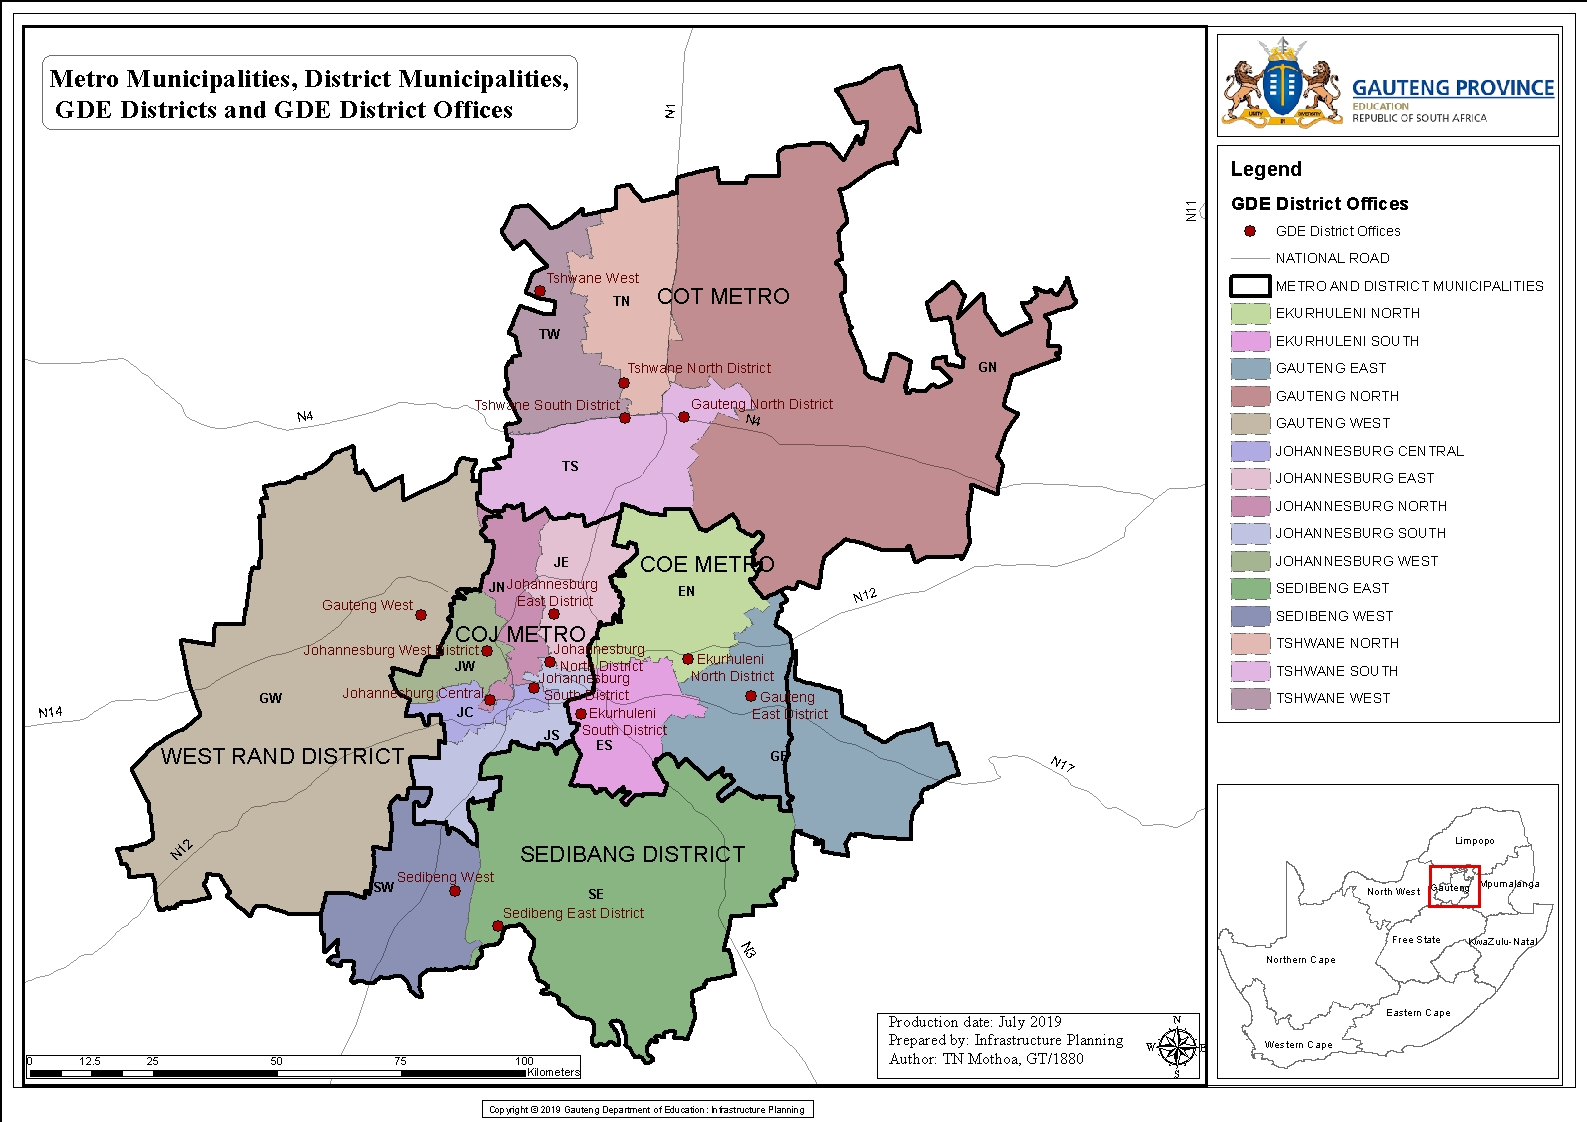 Metro Municipalities, District Municipalities,
GDE Districts and GDE District Offices
GAUTENG PROVINCE
EDUCATION
REPUBLIC OF SOUTH AFRICA
UNITY IN DIVERSITY
Legend
GDE District Offices
GDE District Offices
NATIONAL ROAD
METRO AND DISTRICT MUNICIPALITIES
EKURHULENI NORTH
EKURHULENI SOUTH
GAUTENG EAST
GAUTENG NORTH
GAUTENG WEST
JOHANNESBURG CENTRAL
JOHANNESBURG EAST
JOHANNESBURG NORTH
JOHANNESBURG SOUTH
JOHANNESBURG WEST
SEDIBENG EAST
SEDIBENG WEST
TSHWANE NORTH
TSHWANE SOUTH
TSHWANE WEST
N1
N11
Tshwane West
TN
COT METRO
TW
GN
Tshwane North District
Tshwane South District
Gauteng North District
N4
N4
TS
COE METRO
JE
JN
Johannesburg
East District
EN
N12
Gauteng West
COJ METRO
Johannesburg West District
Johannesburg
North District
JW
Ekurhuleni
North District
Johannesburg
South District
Johannesburg Central
GW
Gauteng
East District
N14
JC
Ekurhuleni
South District
JS
ES
WEST RAND DISTRICT
GE
N17
N12
SEDIBANG DISTRICT
Sedibeng West
SW
SE
Sedibeng East District
N3
Production date: July 2019
Prepared by: Infrastructure Planning
Author: TN Mothoa, GT/1880
N
W
E
S
0 12.5 25 50 75 100
Kilometers
Limpopo
North West
Gauteng
Mpumalanga
Free State
KwaZulu-Natal
Northern Cape
Eastern Cape
Western Cape
Copyright © 2019 Gauteng Department of Education: Infrastructure Planning